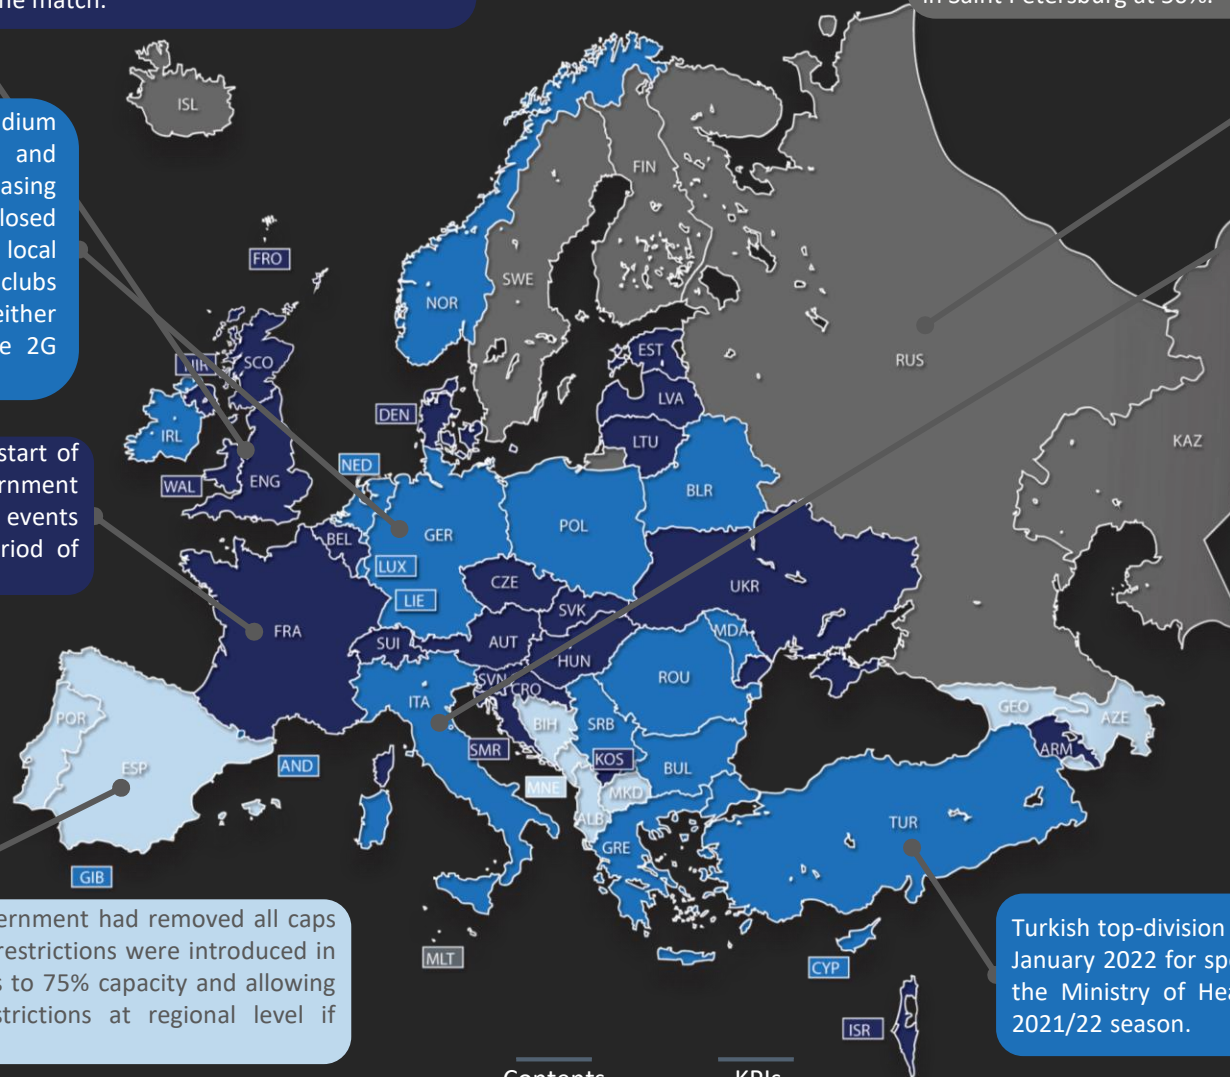 he match.
in Saint Petersburg at 50%.
dium
and
asing
losed
local
clubs
either
e 2G
start of
ernment
events
riod of
ISL
FIN
FRO
SWE
NOR
RUS
EST
NIR
SCO
LVA
DEN
IRL
LTU
KAZ
NED
WAL
ENG
BLR
POL
GER
BEL
LUX
CZE
UKR
LIE
SVK
FRA
MDA
SUI
AUT
HUN
ROU
SVN
CRO
ITA
GEO
POR
BIH
SRB
AZE
SMR
ARM
KOS
AND
ESP
BUL
MNE
MKD
ALB
TUR
GRE
GIB
MLT
CYP
ISR
vernment had removed all caps
restrictions were introduced in
s to 75% capacity and allowing
strictions at regional level if
Turkish top-division
January 2022 for spe
the Ministry of Hea
2021/22 season.
Contents
KPIs